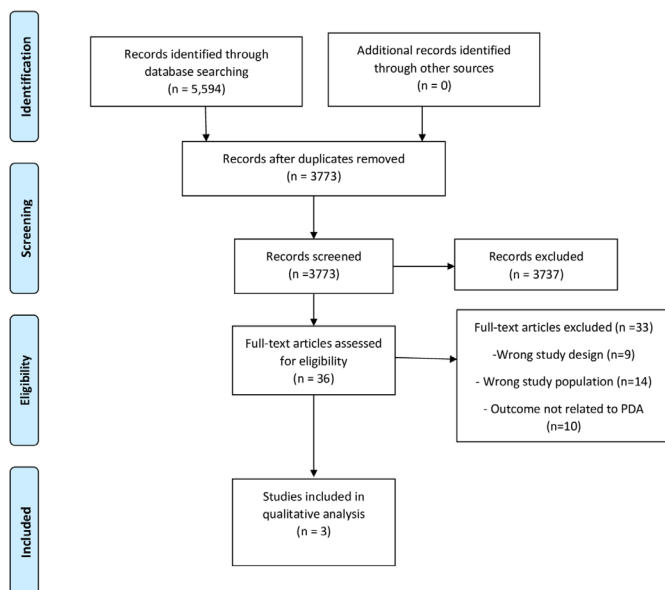 Identification
Records identified through
database searching
(n = 5,594)
Additional records identified
through other sources
(n = 0)
Records after duplicates removed
(n = 3773)
Screening
Records screened
(n =3773)
Records excluded
(n = 3737)
Eligibility
Full-text articles assessed
for eligibility
(n = 36)
Full-text articles excluded (n =33)
-Wrong study design (n=9)
- Wrong study population (n=14)
- Outcome not related to PDA
(n=10)
Included
Studies included in
qualitative analysis
(n = 3)